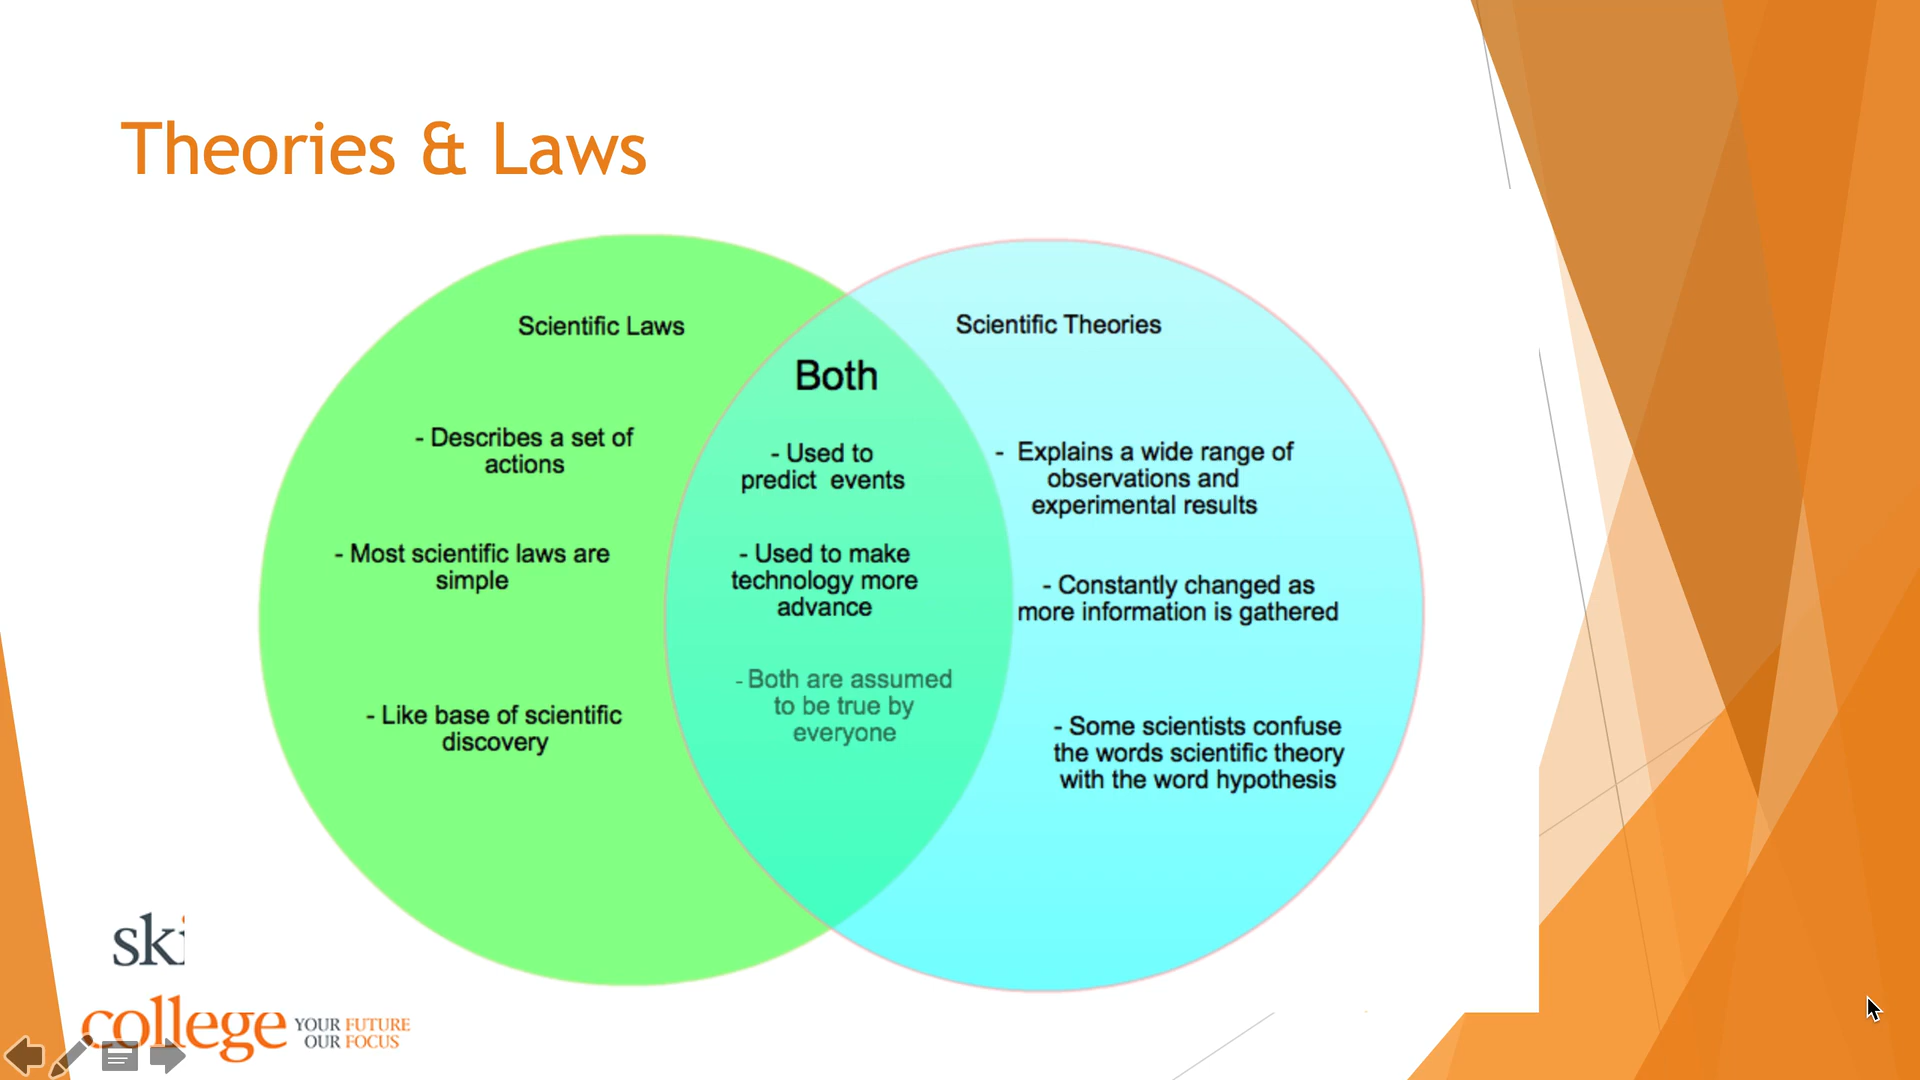 Theories & Laws
Scientific Laws
- Describes a set of
actions
- Most scientific laws are
simple
- Like base of scientific
discovery
Both
- Used to
predict events
- Used to make
technology more
advance
- Both are assumed
to be true by
everyone
Scientific Theories
- Explains a wide range of
observations and
experimental results
- Constantly changed as
more information is gathered
- Some scientists confuse
the words scientific theory
with the word hypothesis
ski
college
YOUR FUTURE
OUR FOCUS